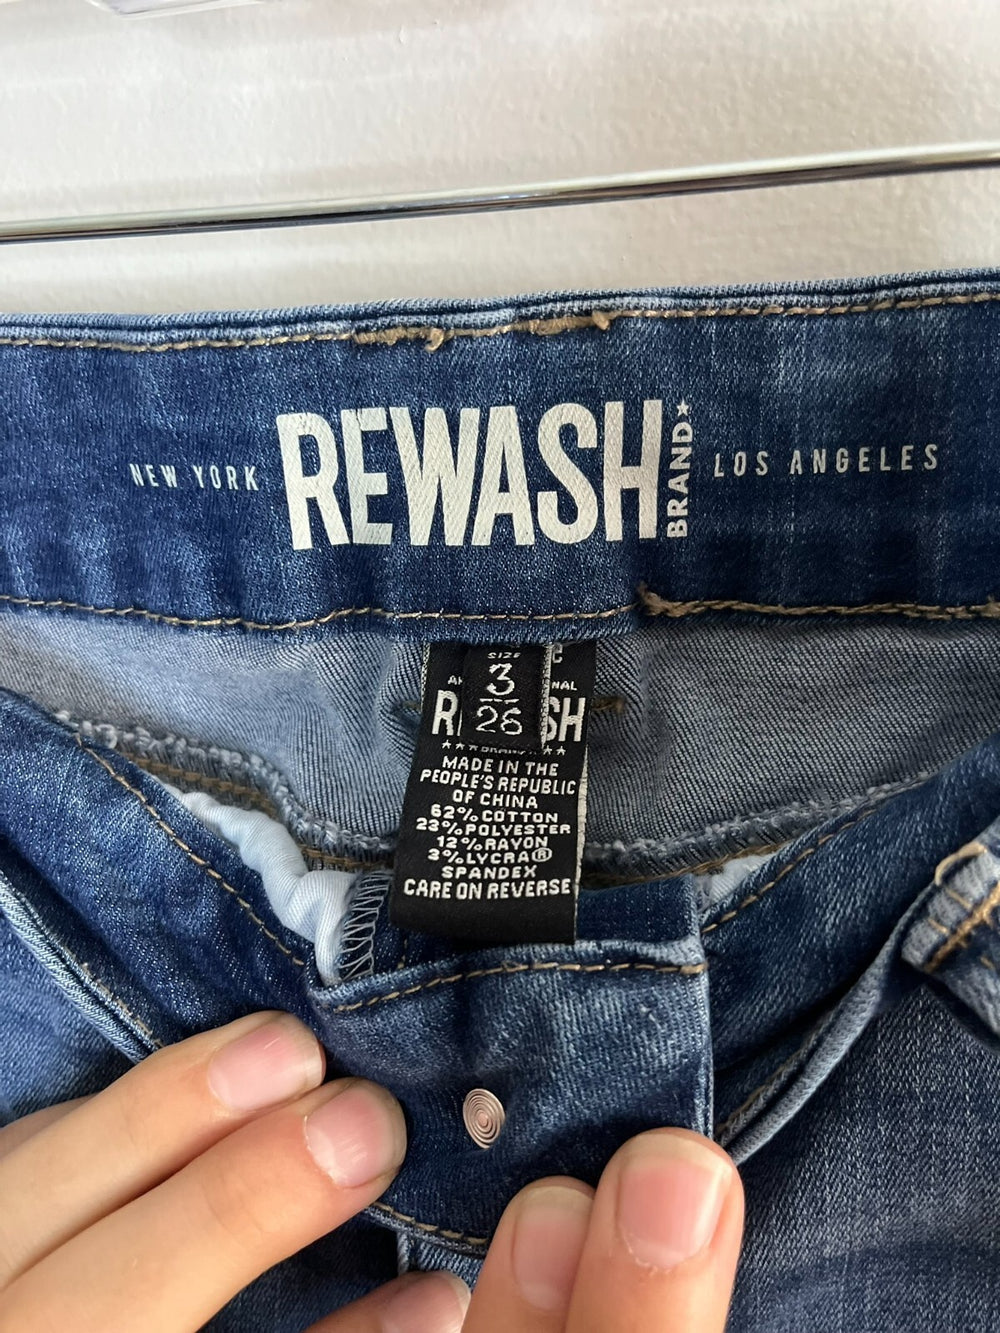 NEW YORK REWASH BRAND★ LOS ANGELES
SIZE
3
26
MADE IN THE
PEOPLE'S REPUBLIC
OF CHINA
62% COTTON
23% POLYESTER
12% RAYON
3% LYCRA®
SPANDEX
CARE ON REVERSE